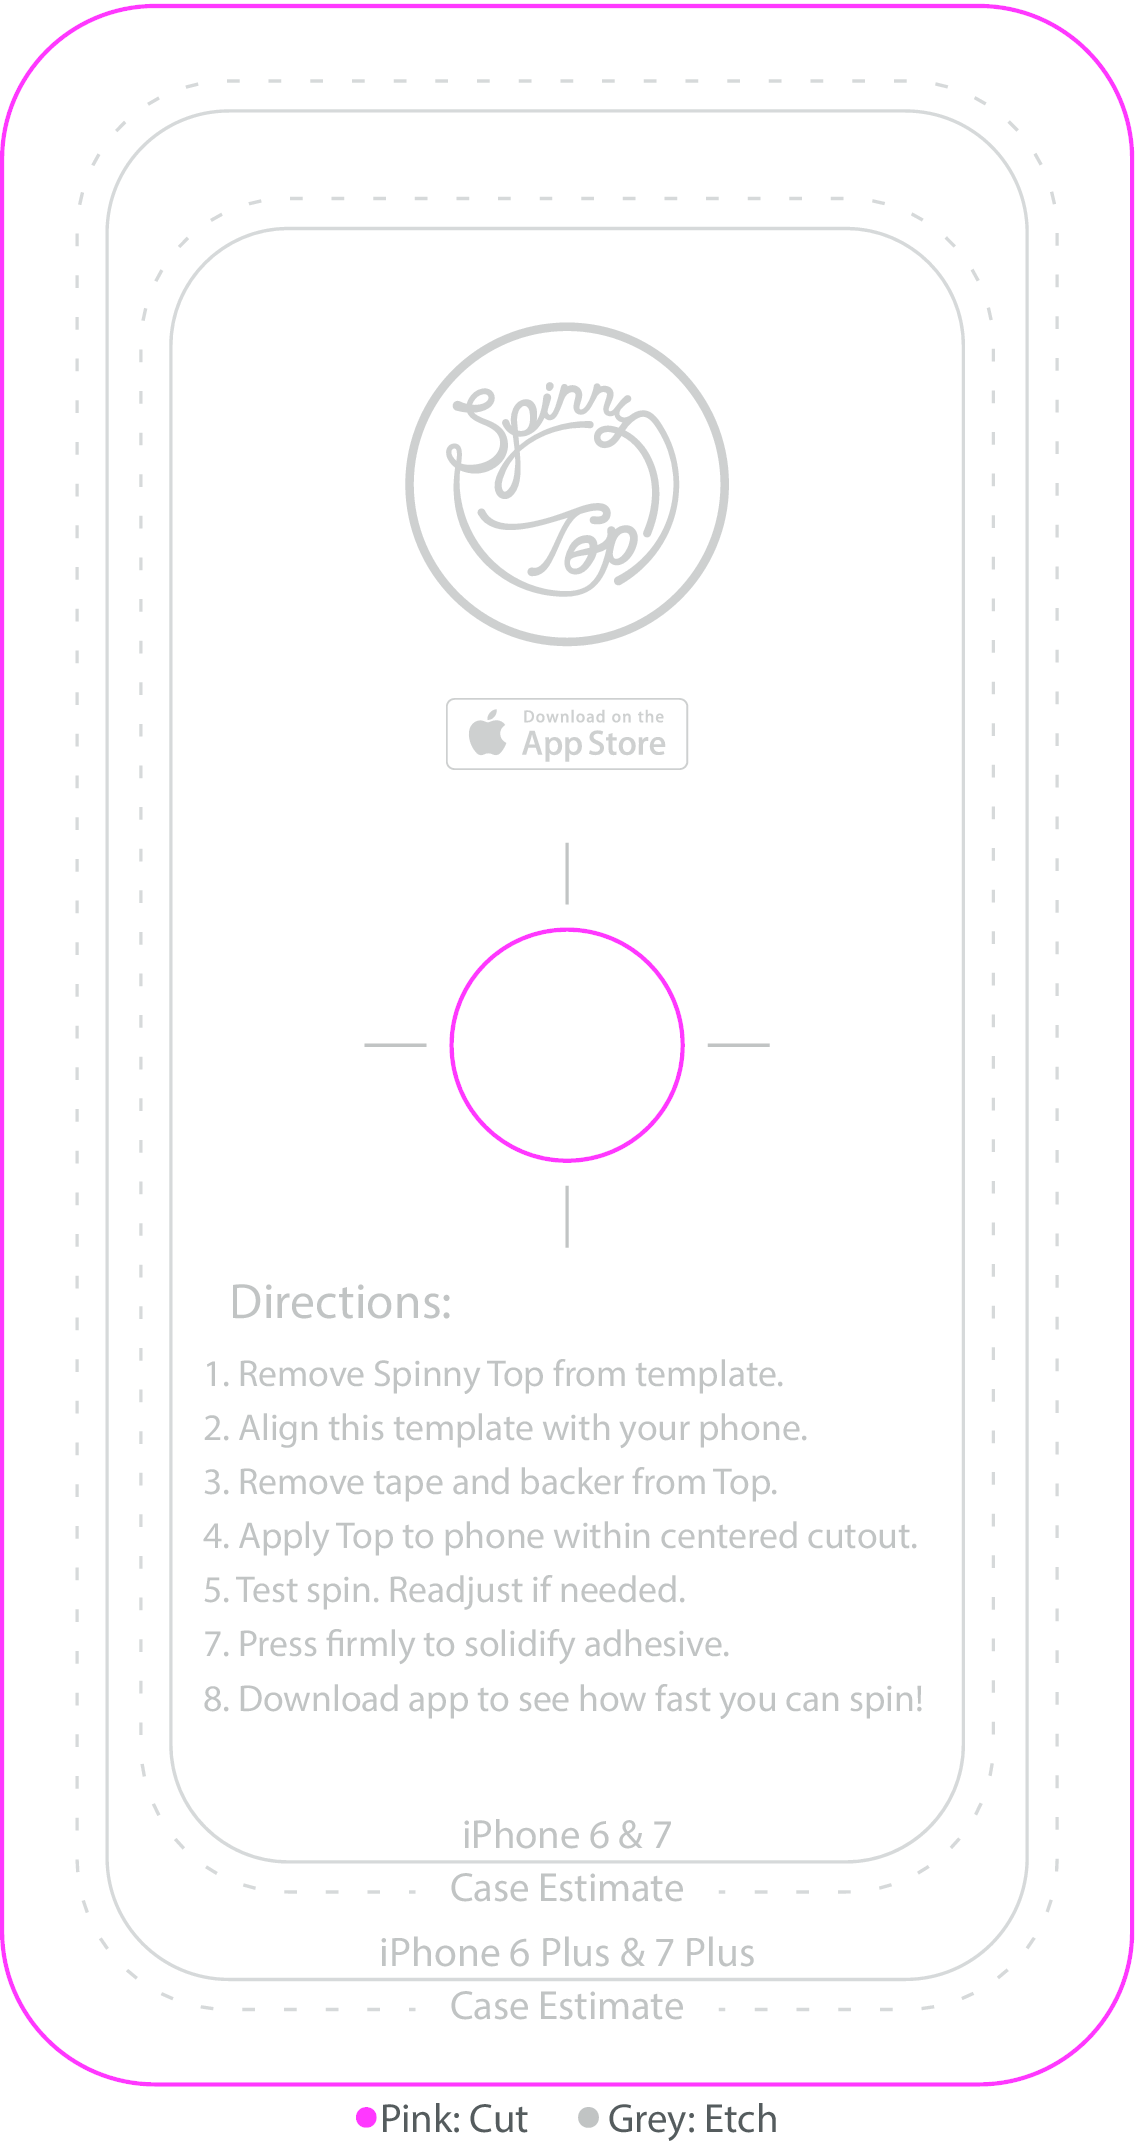 Spinny
Top
Download on the
App Store
Directions:
1. Remove Spinny Top from template.
2. Align this template with your phone.
3. Remove tape and backer from Top.
4. Apply Top to phone within centered cutout.
5. Test spin. Readjust if needed.
7. Press firmly to solidify adhesive.
8. Download app to see how fast you can spin!
iPhone 6 & 7
Case Estimate
iPhone 6 Plus & 7 Plus
Case Estimate
Pink: Cut Grey: Etch